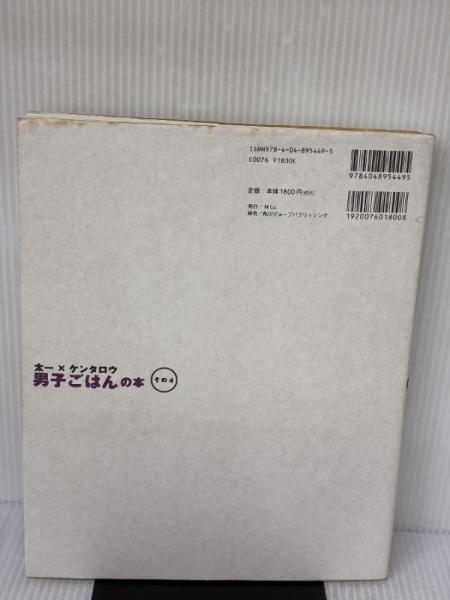 ISBN978-4-04-895449-5
C0076 ¥1800E
9784048954495
定価：本体1800円(税別)
発行／M Co.
発売／角川グループパブリッシング
1920076018008
太一×ケンタロウ
男子ごはんの本 その4